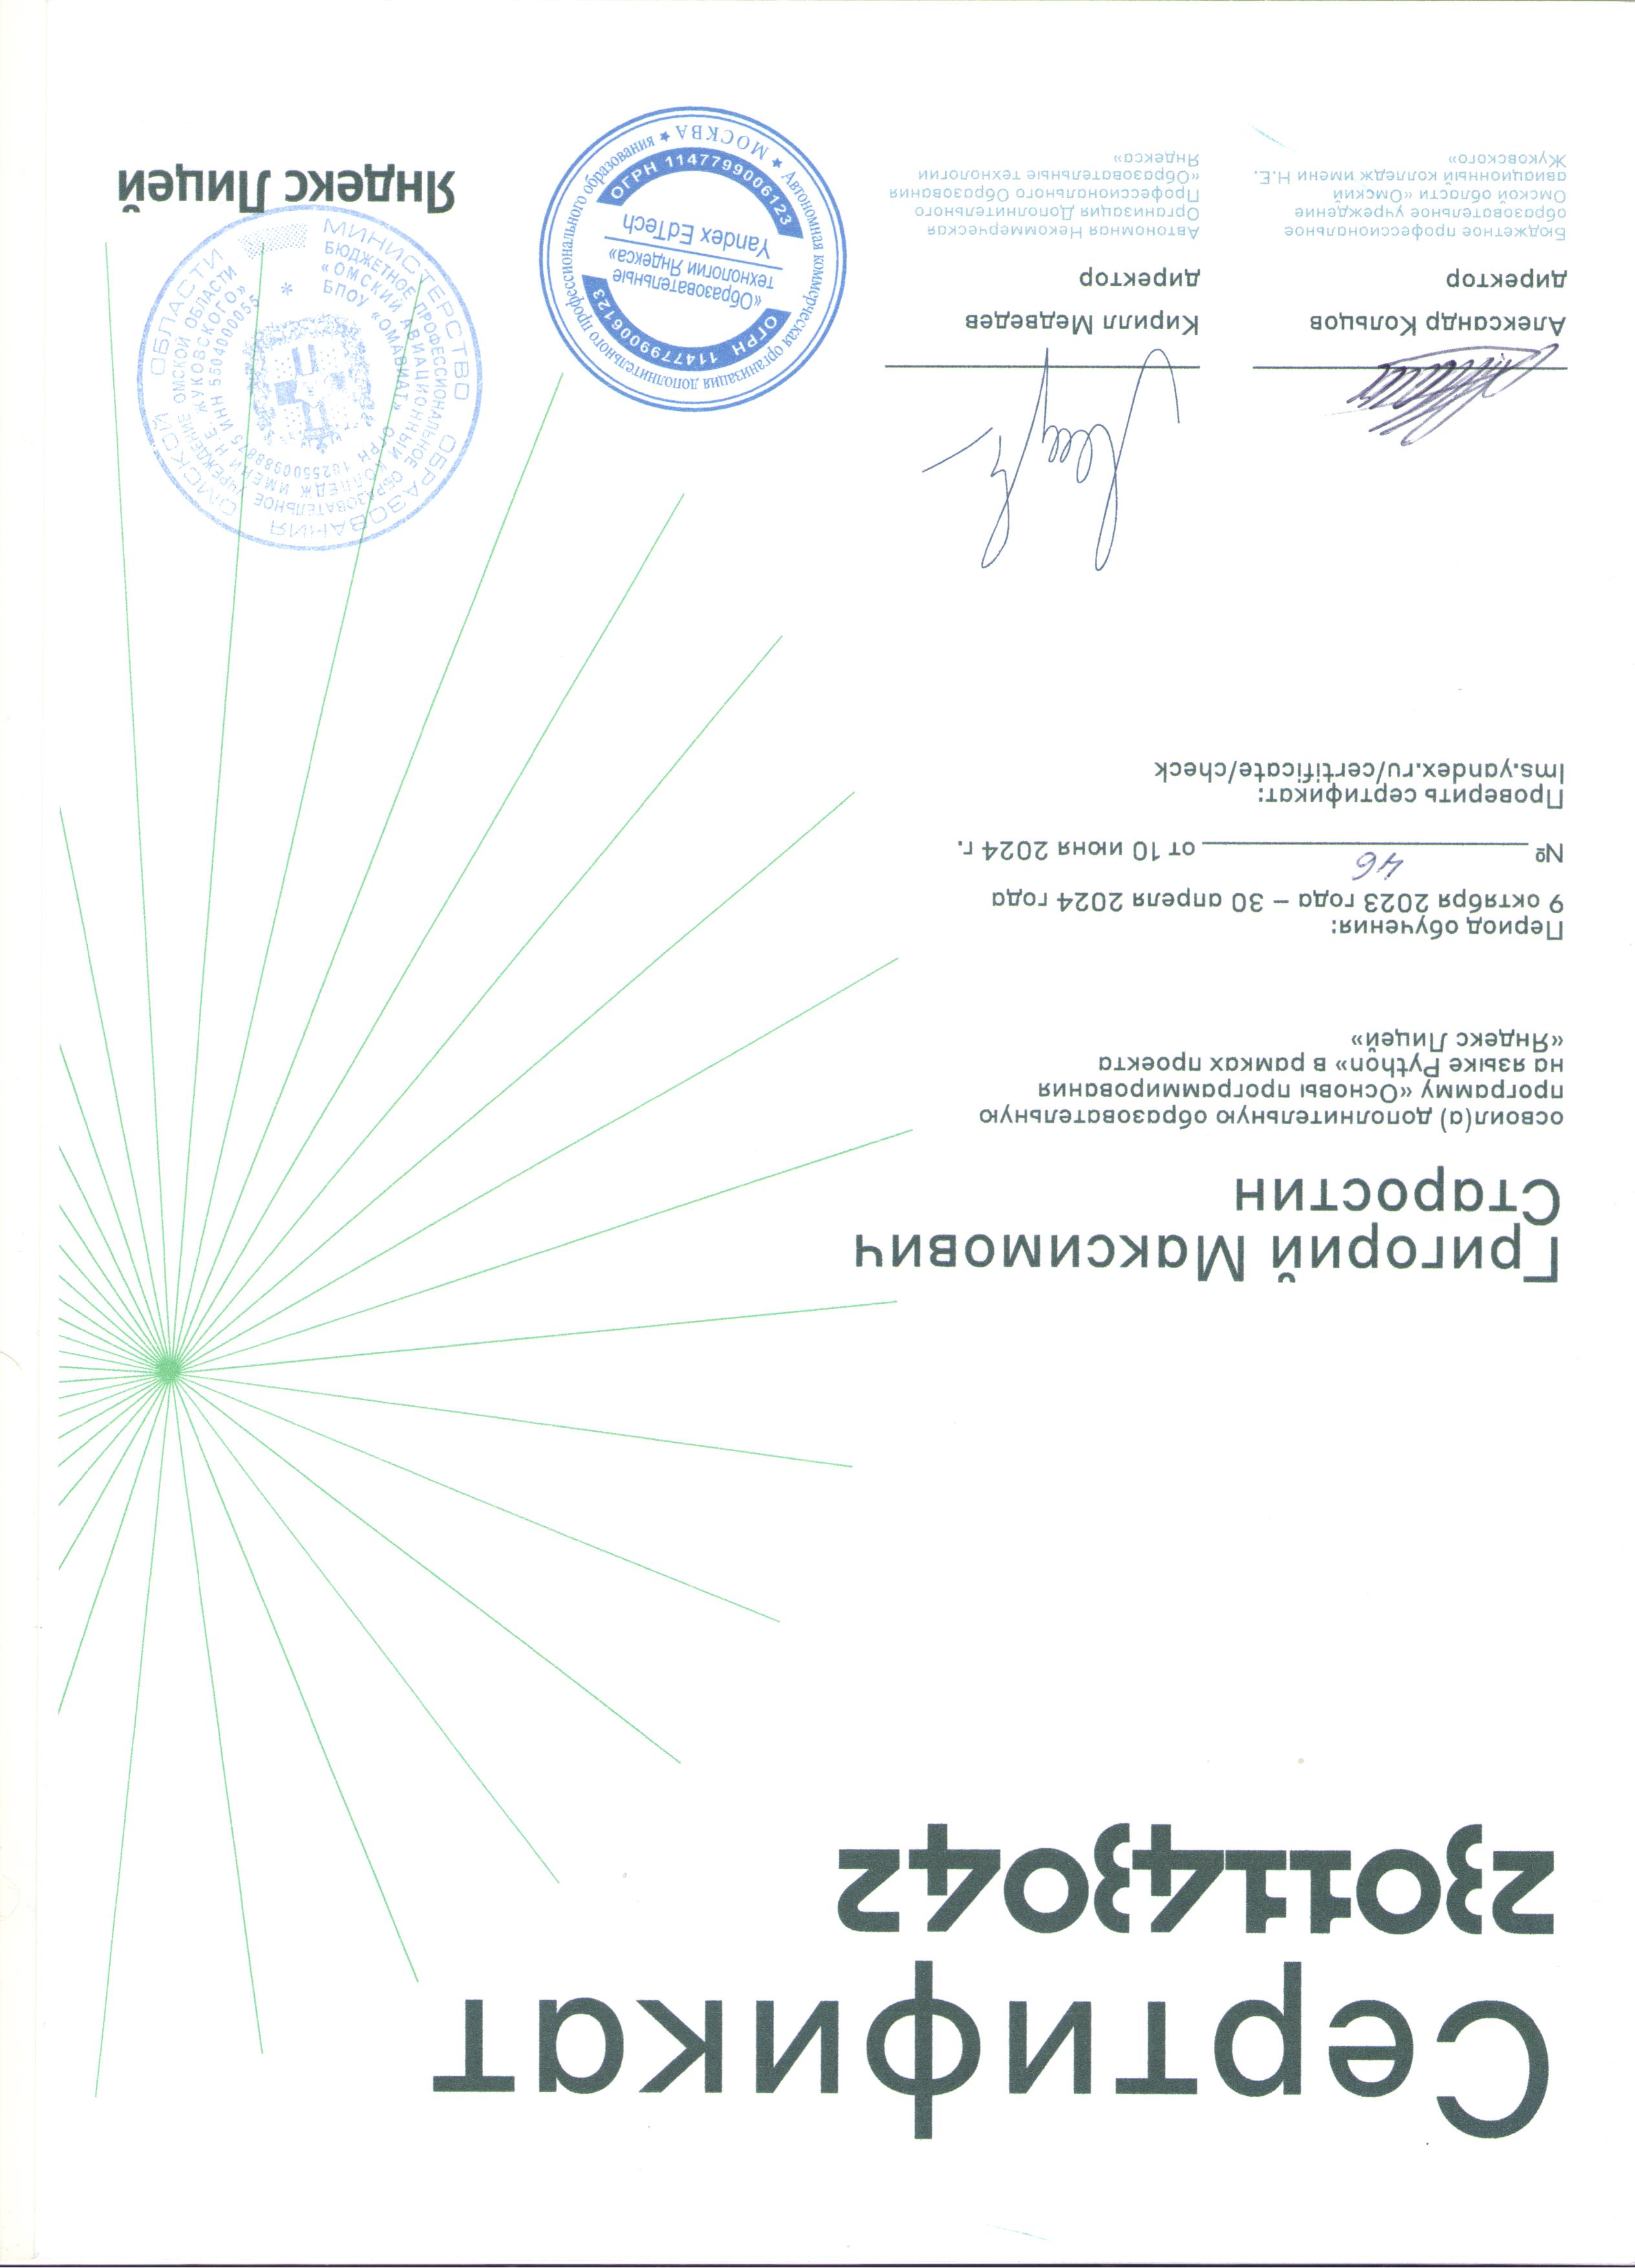 Сертификат
2301143042
Григорий Максимович
Старостин
освоил(а) дополнительную образовательную
программу «Основы программирования
на языке Python» в рамках проекта
«Яндекс Лицей»
Период обучения:
9 октября 2023 года – 30 апреля 2024 года
№ 46 от 10 июня 2024 г.
Проверить сертификат:
lms.yandex.ru/certificate/check
Александр Кольцов
директор
Бюджетное профессиональное
образовательное учреждение
Омской области «Омский
авиационный колледж имени Н.Е.
Жуковского»
Кирилл Медведев
директор
Автономная Некоммерческая
Организация Дополнительного
Профессионального Образования
«Образовательные технологии
Яндекса»
Автономная коммерческая организация дополнительного профессионального образования
ОГРН 1147799006123
«Образовательные
технологии Яндекса»
Yandex EdTech
ОГРН 1147799006123
★ МОСКВА ★
МИНИСТЕРСТВО ОБРАЗОВАНИЯ ОМСКОЙ ОБЛАСТИ
БЮДЖЕТНОЕ ПРОФЕССИОНАЛЬНОЕ ОБРАЗОВАТЕЛЬНОЕ УЧРЕЖДЕНИЕ ОМСКОЙ ОБЛАСТИ
«ОМСКИЙ АВИАЦИОННЫЙ КОЛЛЕДЖ ИМЕНИ Н.Е. ЖУКОВСКОГО»
БПОУ «ОМАВИАТ» ОГРН ИНН 5504000055
Яндекс Лицей